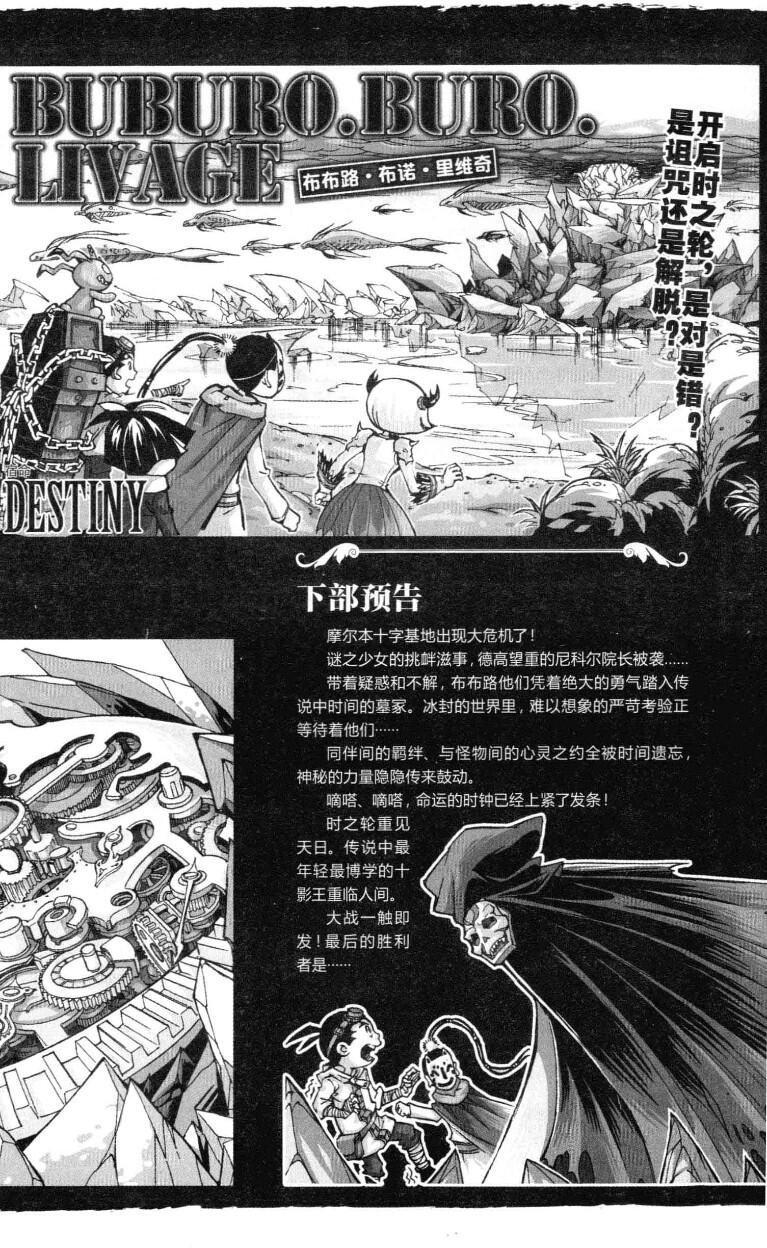 BUBURO.BURO.
LIVAGE
布布路·布诺·里维奇
开启时之轮，是对是错？
是诅咒还是解脱？
DESTINY
下部预告
摩尔本十字基地出现大危机了！
谜之少女的挑衅滋事，德高望重的尼科尔院长被袭……
带着疑惑和不解，布布路他们凭着绝大的勇气踏入传
说中时间的墓冢。冰封的世界里，难以想象的严苛考验正
等待着他们……
同伴间的羁绊、与怪物间的心灵之约全被时间遗忘，
神秘的力量隐隐传来鼓动。
嘀嗒、嘀嗒，命运的时钟已经上紧了发条！
时之轮重见
天日。传说中最
年轻最博学的十
影王重临人间。
大战一触即
发！最后的胜利
者是……